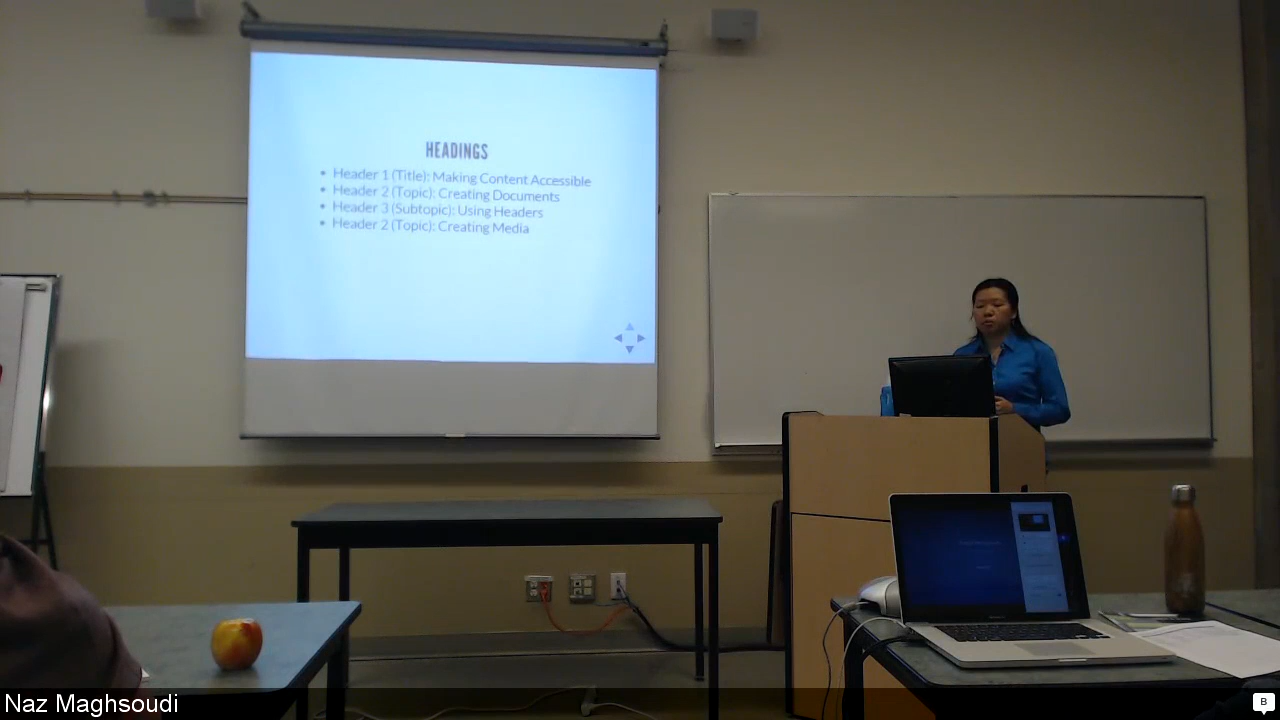 HEADINGS
• Header 1 (Title): Making Content Accessible
• Header 2 (Topic): Creating Documents
• Header 3 (Subtopic): Using Headers
• Header 2 (Topic): Creating Media
Naz Maghsoudi
B